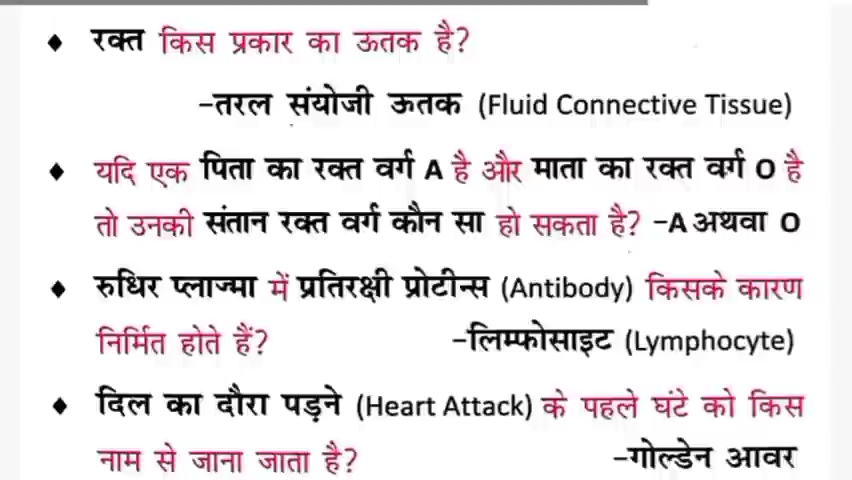 ♦ रक्त किस प्रकार का ऊतक है?
-तरल संयोजी ऊतक (Fluid Connective Tissue)
♦ यदि एक पिता का रक्त वर्ग A है और माता का रक्त वर्ग O है
तो उनकी संतान रक्त वर्ग कौन सा हो सकता है? -A अथवा O
♦ रुधिर प्लाज्मा में प्रतिरक्षी प्रोटीन्स (Antibody) किसके कारण
निर्मित होते हैं? -लिम्फोसाइट (Lymphocyte)
♦ दिल का दौरा पड़ने (Heart Attack) के पहले घंटे को किस
नाम से जाना जाता है? -गोल्डेन आवर